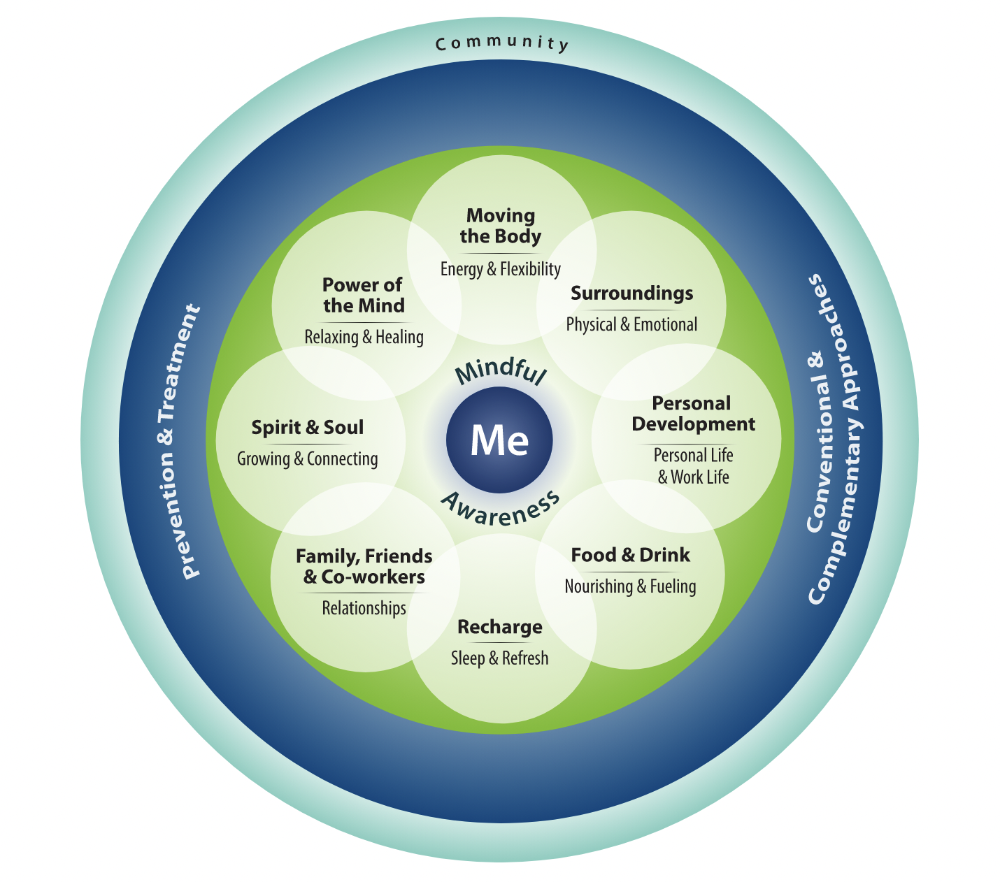 Community
Prevention & Treatment
Conventional &
Complementary Approaches
Moving
the Body
Energy & Flexibility
Surroundings
Physical & Emotional
Personal
Development
Personal Life
& Work Life
Food & Drink
Nourishing & Fueling
Recharge
Sleep & Refresh
Family, Friends
& Co-workers
Relationships
Spirit & Soul
Growing & Connecting
Power of
the Mind
Relaxing & Healing
Mindful
Me
Awareness